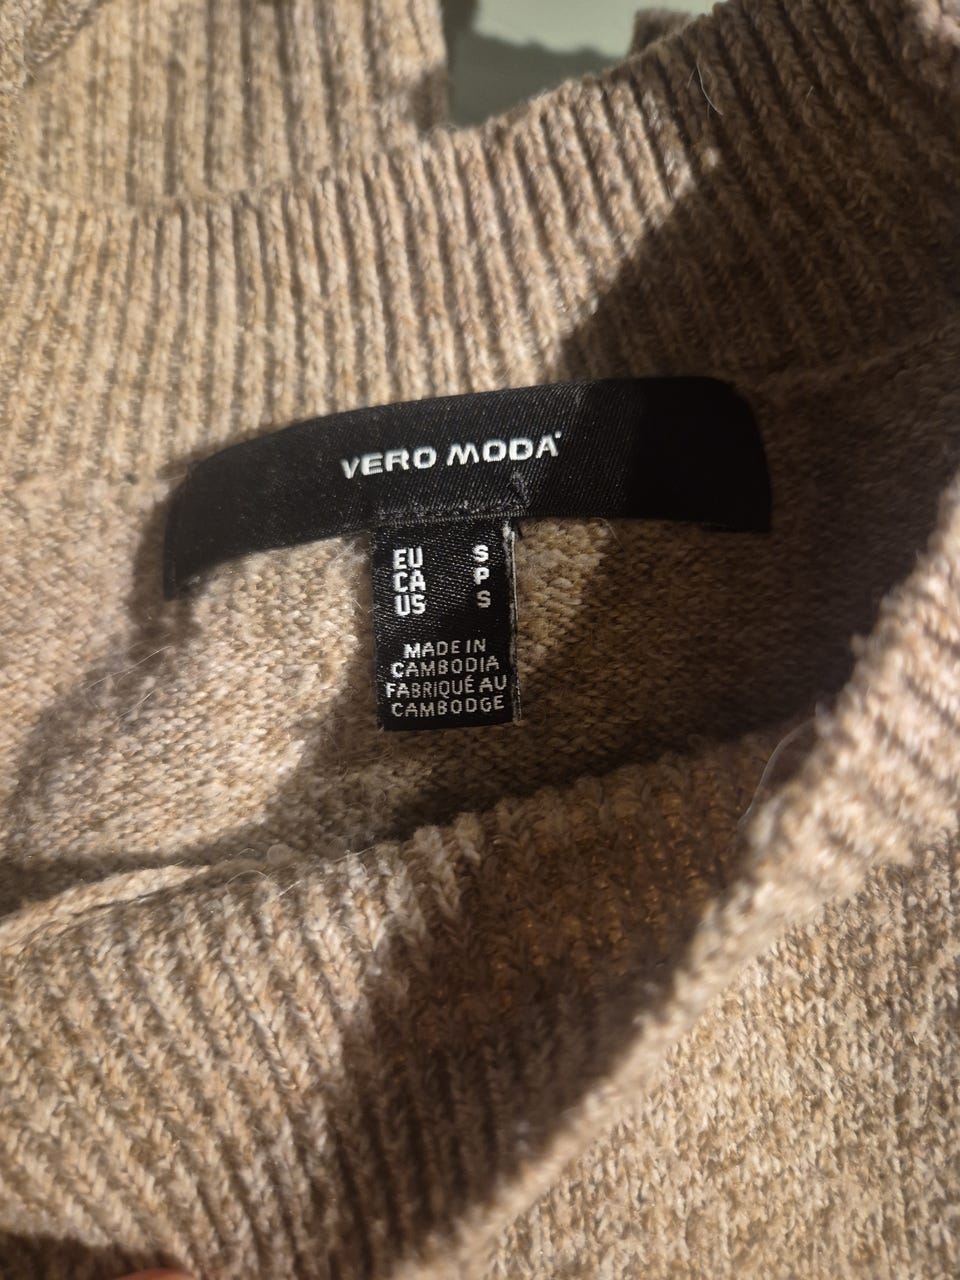 VERO MODA
EU S
CA P
US S
MADE IN
CAMBODIA
FABRIQUÉ AU
CAMBODGE